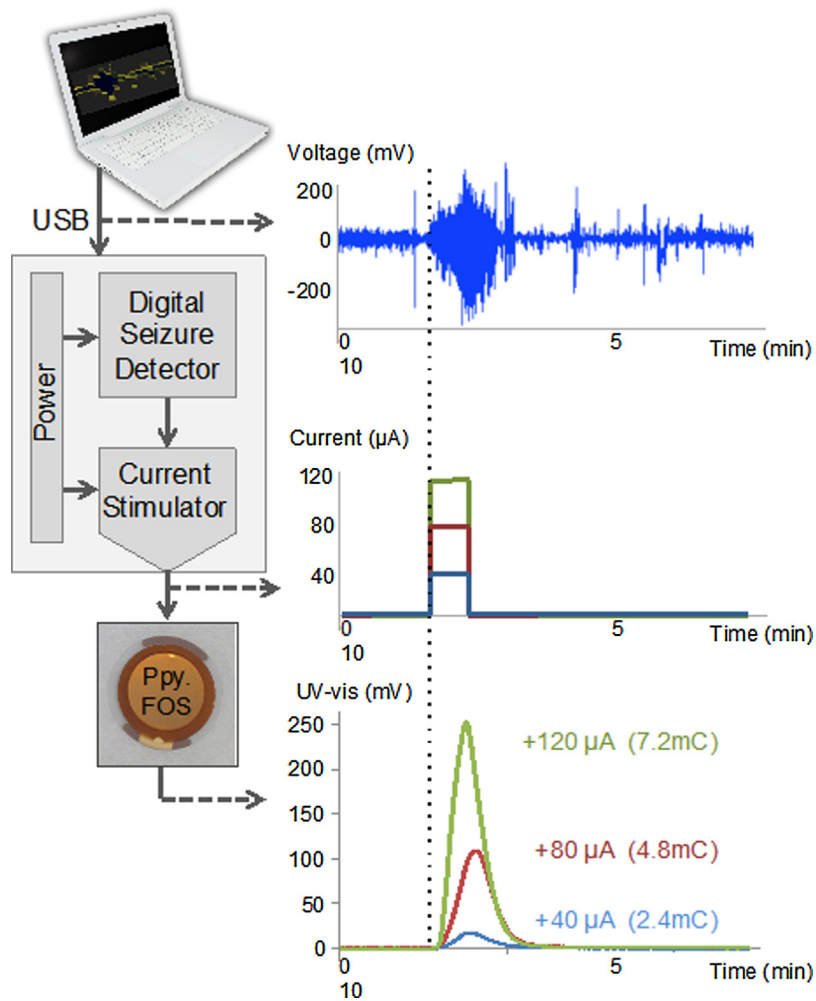 USB
Power
Digital
Seizure
Detector
Current
Stimulator
Ppy.
FOS
Voltage (mV)
200
0
-200
0
5
Time (min)
10
Current (µA)
120
80
40
0
5
Time (min)
10
UV-vis (mV)
250
200
150
100
50
0
+120 µA (7.2mC)
+80 µA (4.8mC)
+40 µA (2.4mC)
0
5
Time (min)
10